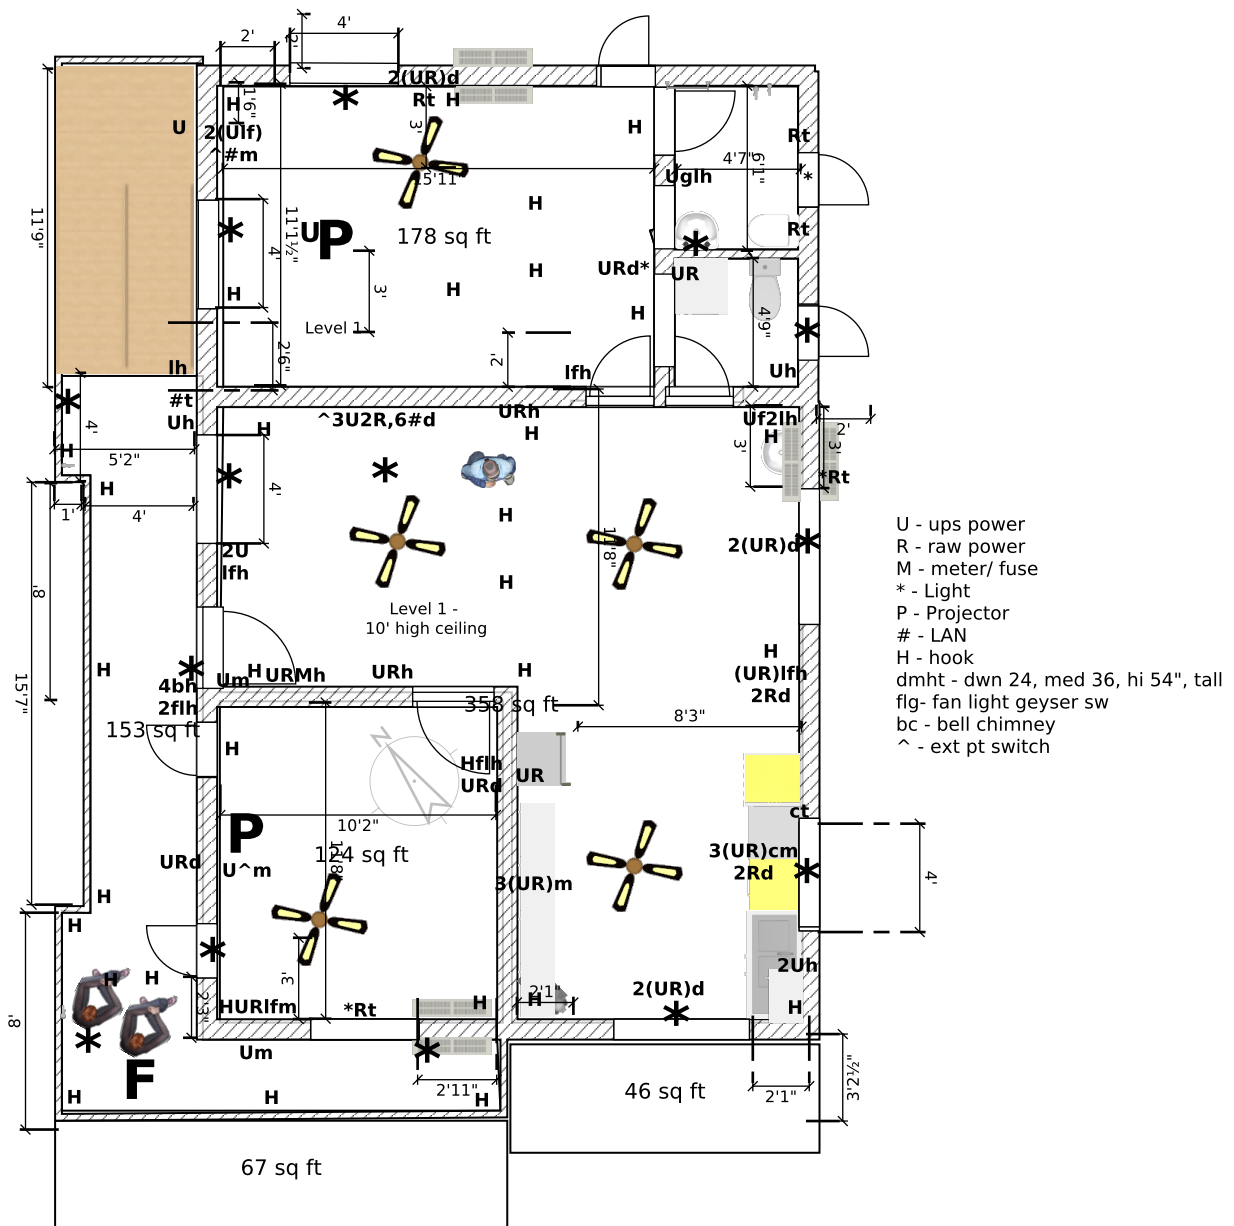 4'
2'
2'
2(UR)d
Rt H
H
1'6"
3'
H
U
2(Ulf)
^#m
Rt
4'7"
6'1"
15'11"
Uglh
*
H
11'9"
11'1½"
4'
U P
178 sq ft
Rt
URd*
UR
H
H
H
3'
H
4'9"
Level 1
2'6"
2'
lfh
Uh
lh
#t
Uh
4'
^3U2R,6#d
URh
H
H
Uf2lh
H
3'
3'
2'
H
5'2"
*Rt
H
4'
1'
4'
H
U - ups power
R - raw power
M - meter/ fuse
* - Light
P - Projector
# - LAN
H - hook
dmht - dwn 24, med 36, hi 54", tall
flg- fan light geyser sw
bc - bell chimney
^ - ext pt switch
2(UR)d
11'8"
2U
lfh
H
8'
Level 1 -
10' high ceiling
15'7"
H
4bh
2flh
Um
H
URMh
URh
H
H
(UR)lfh
2Rd
153 sq ft
358 sq ft
8'3"
H
N
Hflh
URd
UR
ct
P
10'2"
124 sq ft
11'8"
URd
U^m
3(UR)cm
2Rd
4'
3(UR)m
H
H
H
H
3'
2'3"
HURlfm
*Rt
H
2'1
H
2(UR)d
2Uh
H
8'
Um
F
H
H
2'11"
H
46 sq ft
2'1"
3'2½"
67 sq ft